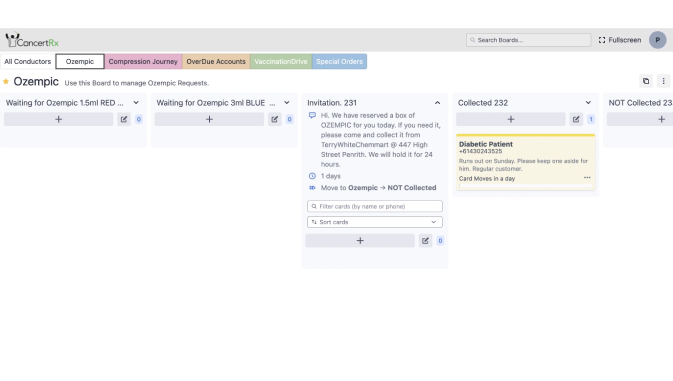 ConcertRx
Search Boards...
Fullscreen
P
All Conductors
Ozempic
Compression Journey
OverDue Accounts
VaccinationDrive
Special Orders
Ozempic Use this Board to manage Ozempic Requests.
Waiting for Ozempic 1.5ml RED ...
0
Waiting for Ozempic 3ml BLUE ...
0
Invitation. 231
Hi. We have reserved a box of
OZEMPIC for you today. If you need it,
please come and collect it from
TerryWhiteChemmart @ 447 High
Street Penrith. We will hold it for 24
hours.
1 days
Move to Ozempic → NOT Collected
Filter cards (by name or phone)
Sort cards
0
Collected 232
1
Diabetic Patient
+61430243525
Runs out on Sunday. Please keep one aside for
him. Regular customer.
Card Moves in a day
NOT Collected 23